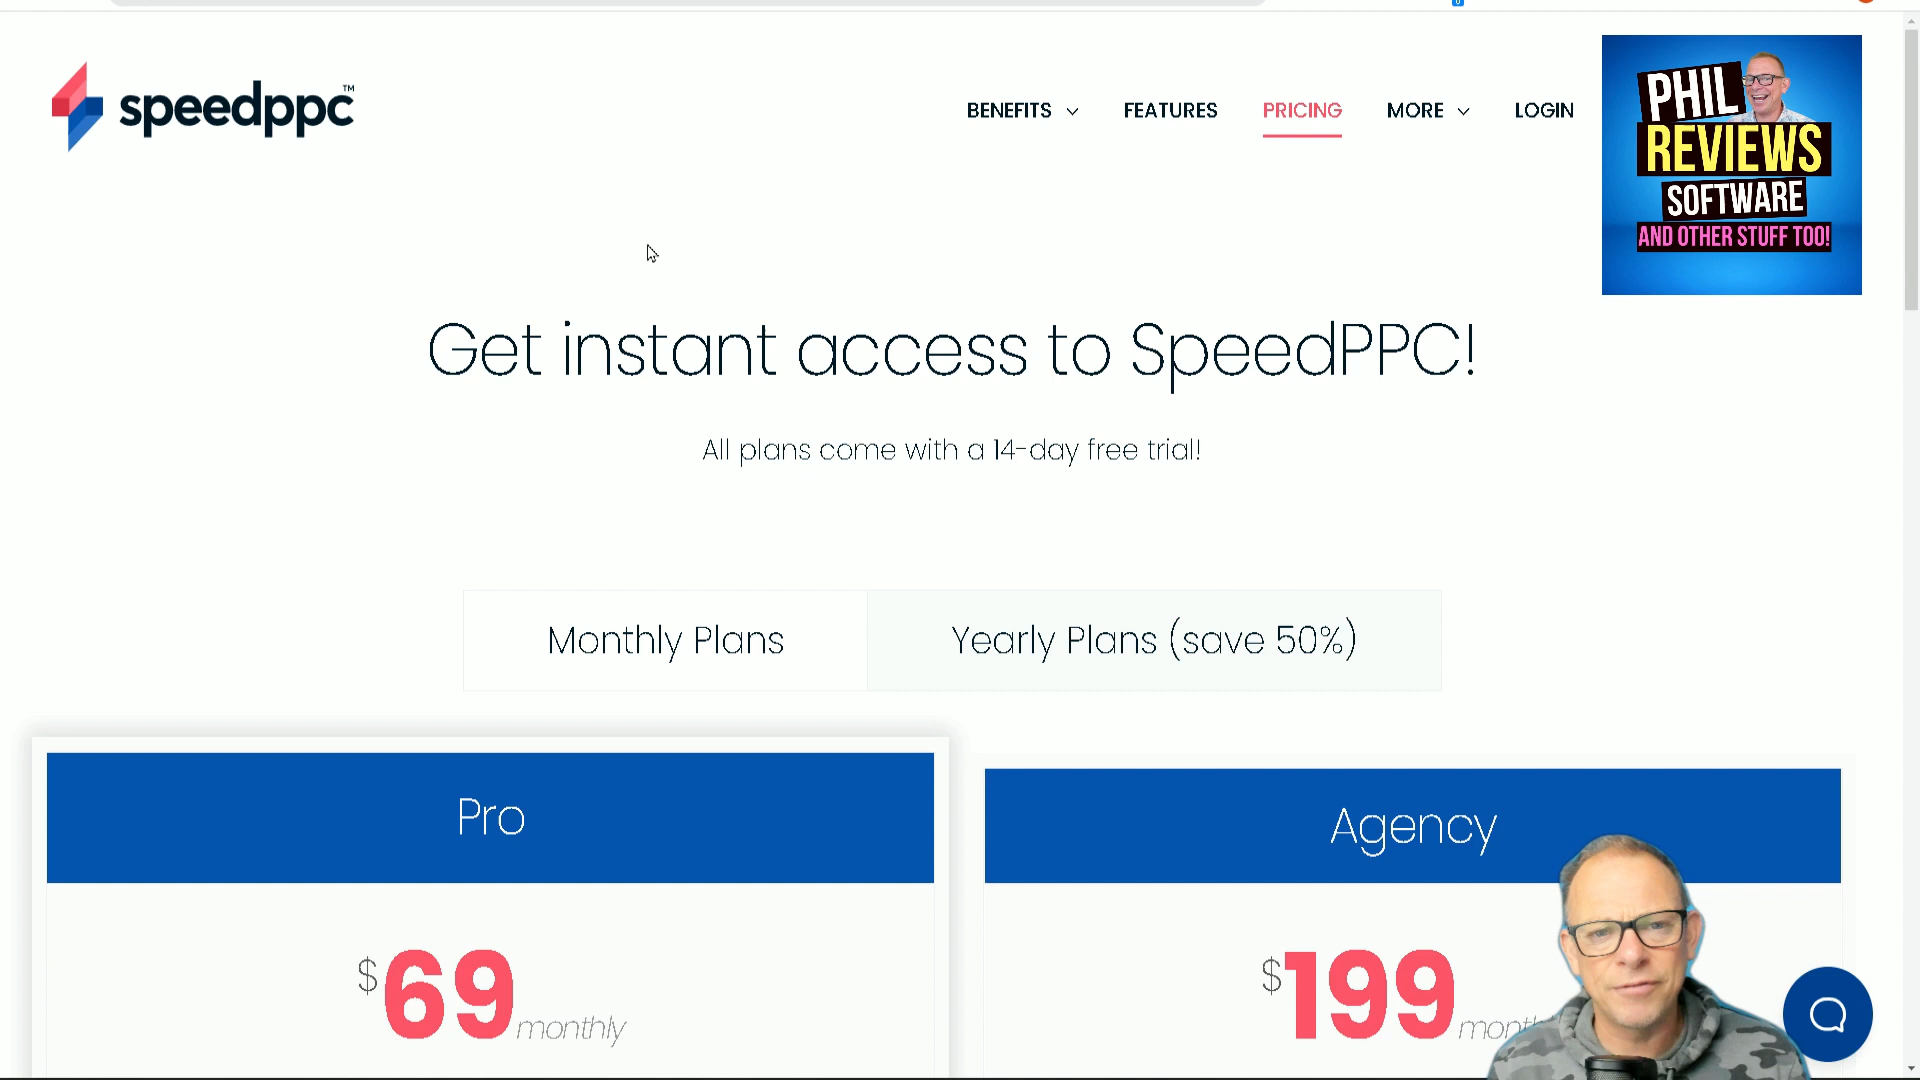 speedppc™
BENEFITS
FEATURES
PRICING
MORE
LOGIN
PHIL
REVIEWS
SOFTWARE
AND OTHER STUFF TOO!
Get instant access to SpeedPPC!
All plans come with a 14-day free trial!
Monthly Plans
Yearly Plans (save 50%)
Pro
$69 monthly
Agency
$199